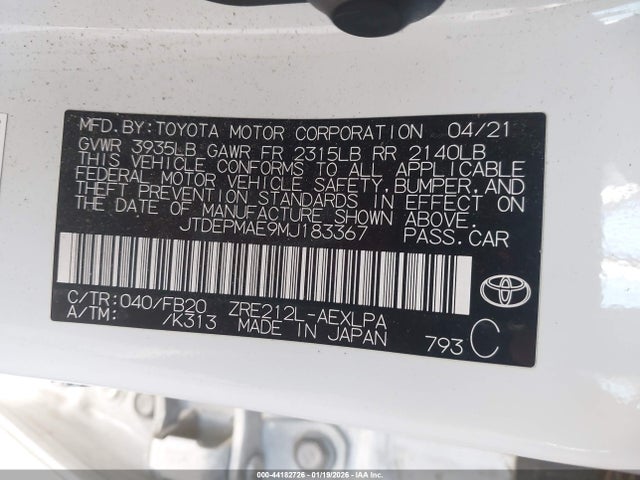 MFD.BY:TOYOTA MOTOR CORPORATION 04/21
GVWR 3935LB GAWR FR 2315LB RR 2140LB
THIS VEHICLE CONFORMS TO ALL APPLICABLE
FEDERAL MOTOR VEHICLE SAFETY,BUMPER,AND
THEFT PREVENTION STANDARDS IN EFFECT ON
THE DATE OF MANUFACTURE SHOWN ABOVE.
JTDEPMAE9MJ183367 PASS.CAR
C/TR:040/FB20 ZRE212L-AEXLPA
A/TM: /K313 MADE IN JAPAN 793 C
000-44182726 - 01/19/2026 - IAA, Inc.